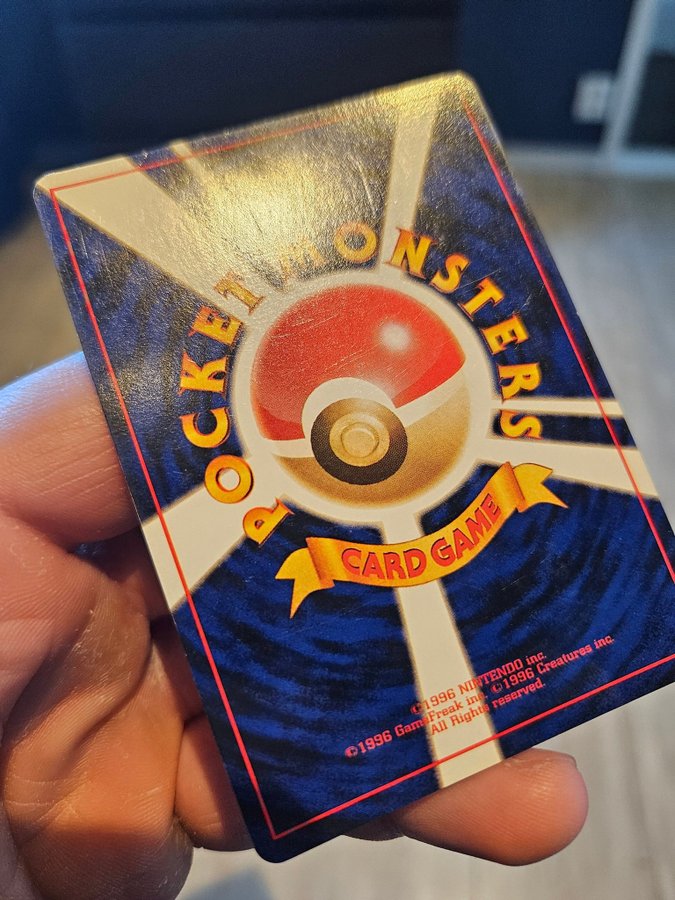 POCKET MONSTERS
CARD GAME
©1996 NINTENDO inc.
©1996 Creatures inc.
©1996 GameFreak inc.
All Rights reserved.